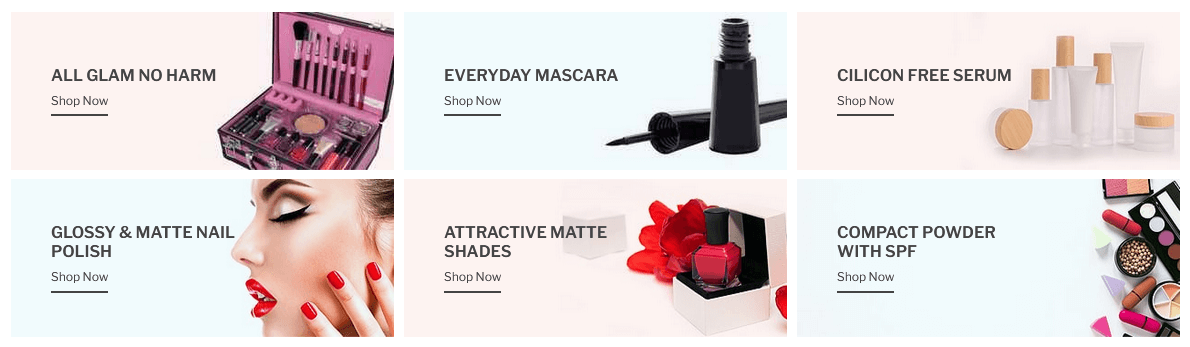 ALL GLAM NO HARM
Shop Now
EVERYDAY MASCARA
Shop Now
CILICON FREE SERUM
Shop Now
GLOSSY & MATTE NAIL
POLISH
Shop Now
ATTRACTIVE MATTE
SHADES
Shop Now
COMPACT POWDER
WITH SPF
Shop Now